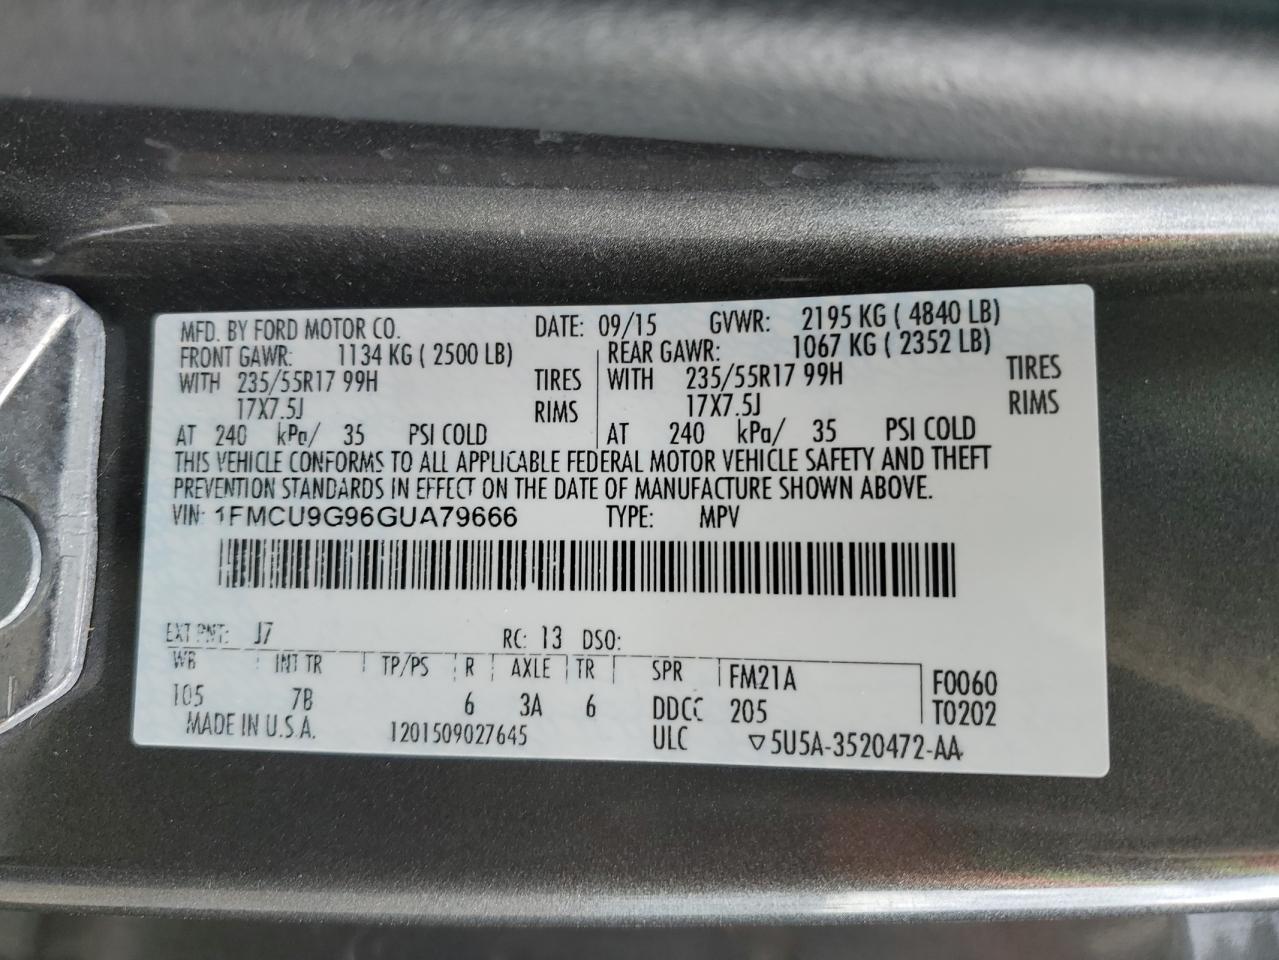 MFD. BY FORD MOTOR CO. DATE: 09/15 GVWR: 2195 KG ( 4840 LB)
FRONT GAWR: 1134 KG ( 2500 LB) REAR GAWR: 1067 KG ( 2352 LB)
WITH 235/55R17 99H TIRES WITH 235/55R17 99H TIRES
17X7.5J RIMS 17X7.5J RIMS
AT 240 kPa/ 35 PSI COLD AT 240 kPa/ 35 PSI COLD
THIS VEHICLE CONFORMS TO ALL APPLICABLE FEDERAL MOTOR VEHICLE SAFETY AND THEFT
PREVENTION STANDARDS IN EFFECT ON THE DATE OF MANUFACTURE SHOWN ABOVE.
VIN: 1FMCU9G96GUA79666 TYPE: MPV
EXT PNT: J7 RC: 13 DSO:
WB INT TR TP/PS R AXLE TR SPR FM21A F0060
105 7B 6 3A 6 DDCC 205 T0202
MADE IN U.S.A. 1201509027645 ULC ▽5U5A-3520472-AA